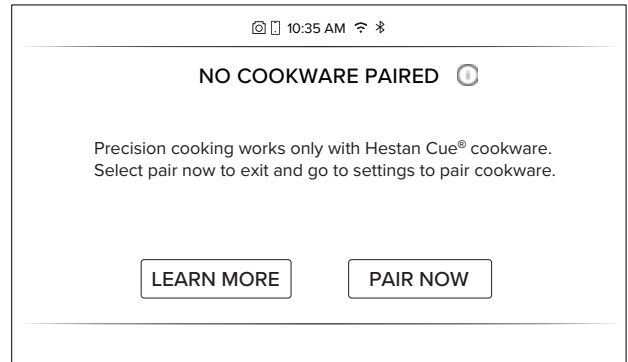 10:35 AM
NO COOKWARE PAIRED
Precision cooking works only with Hestan Cue® cookware.
Select pair now to exit and go to settings to pair cookware.
LEARN MORE PAIR NOW